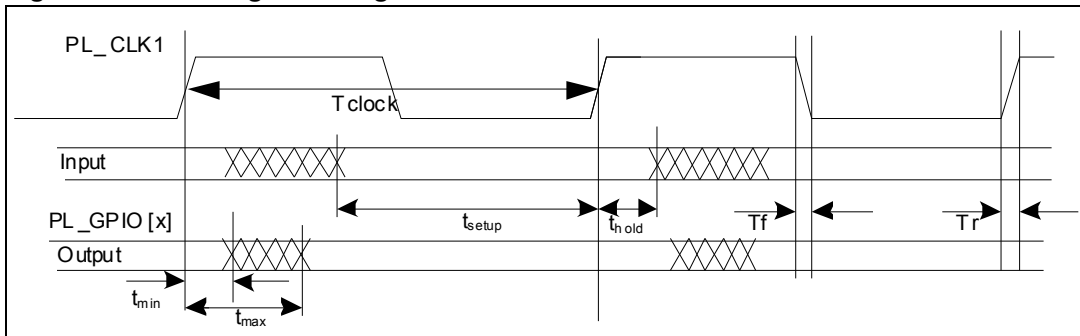 PL_CLK1
Tclock
Input
tsetup
thold
Tf
Tr
PL_GPIO [x]
Output
tmin
tmax